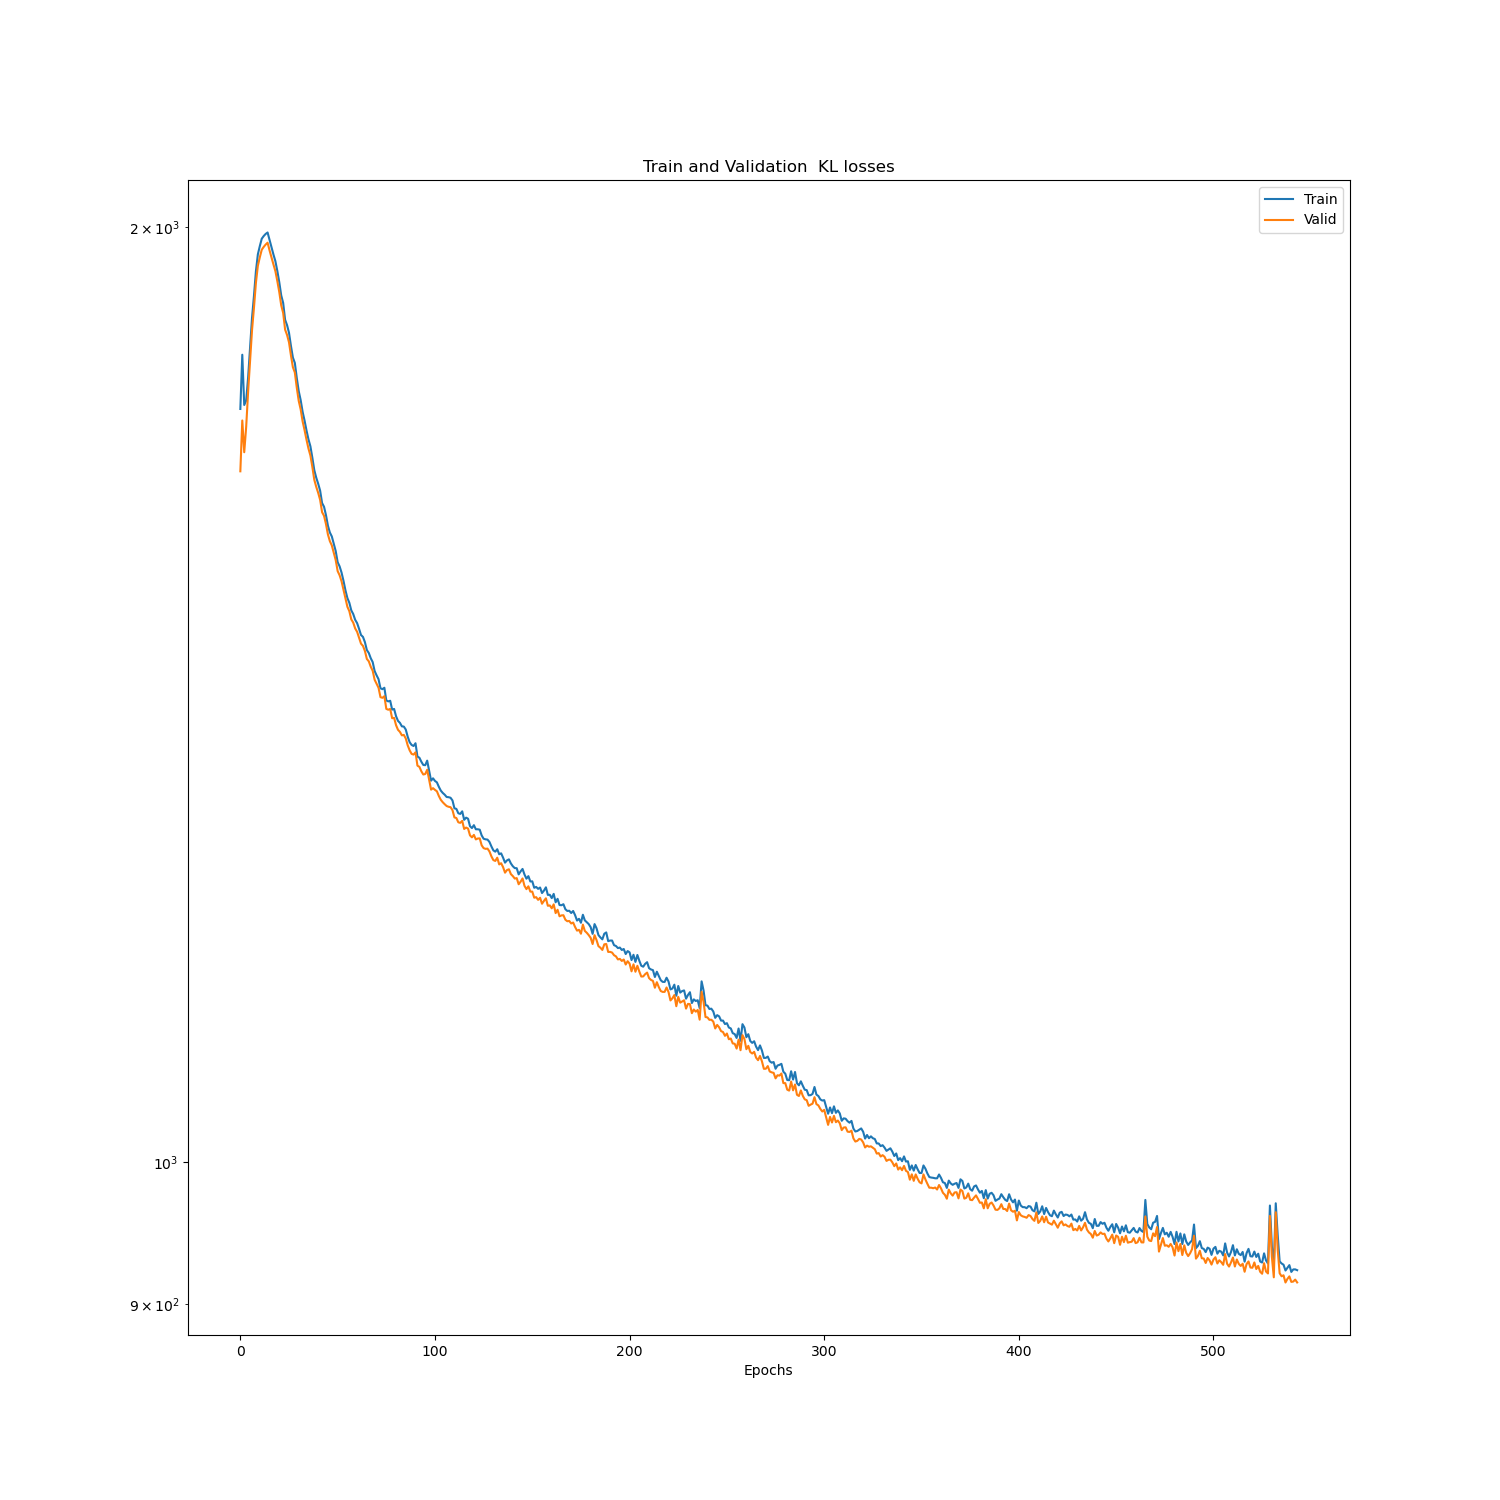 Train and Validation  KL losses
Train
Valid
2 × 10³
10³
9 × 10²
0 100 200 300 400 500
Epochs